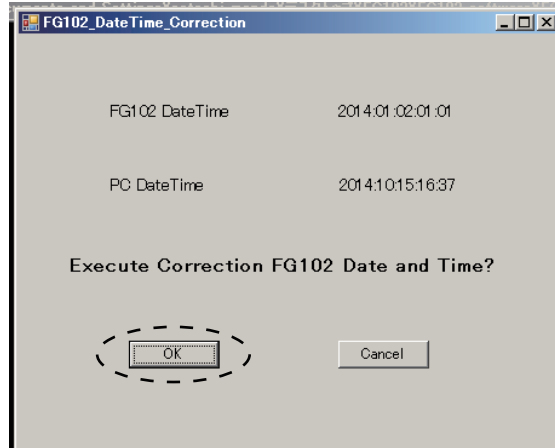 FG102_DateTime_Correction
FG102 DateTime 2014:01:02:01:01
PC DateTime 2014:10:15:16:37
Execute Correction FG102 Date and Time?
OK Cancel